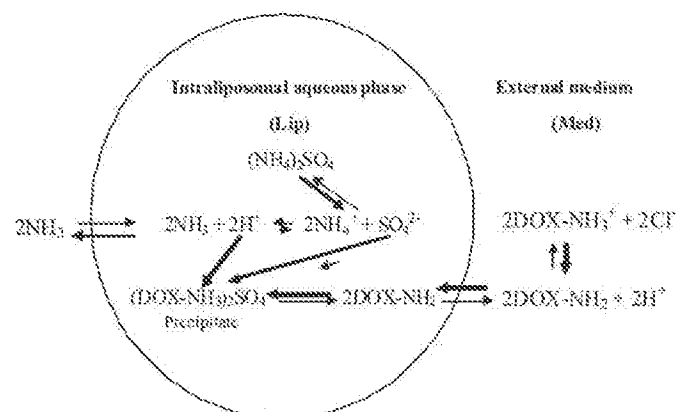 Intraliposomal aqueous phase External medium
(Lip) (Med)
(NH₄)₂SO₄
2NH₃ 2NH₃ + 2H⁺ 2NH₄⁺ + SO₄²⁻ 2DOX-NH₃⁺ + 2Cl⁻
(DOX-NH₃)₂SO₄ 2DOX-NH₂ 2DOX-NH₂ + 2H⁺
Precipitate